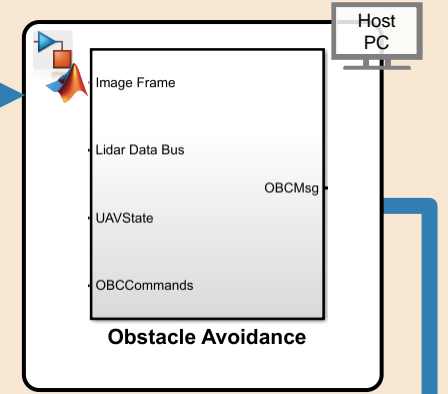 Host
PC
Image Frame
Lidar Data Bus
OBCMsg
UAVState
OBCCommands
Obstacle Avoidance